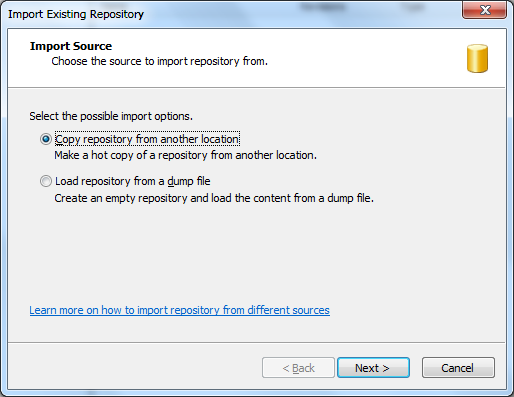 Import Existing Repository
Import Source
Choose the source to import repository from.
Select the possible import options.
Copy repository from another location
Make a hot copy of a repository from another location.
Load repository from a dump file
Create an empty repository and load the content from a dump file.
Learn more on how to import repository from different sources
< Back
Next >
Cancel